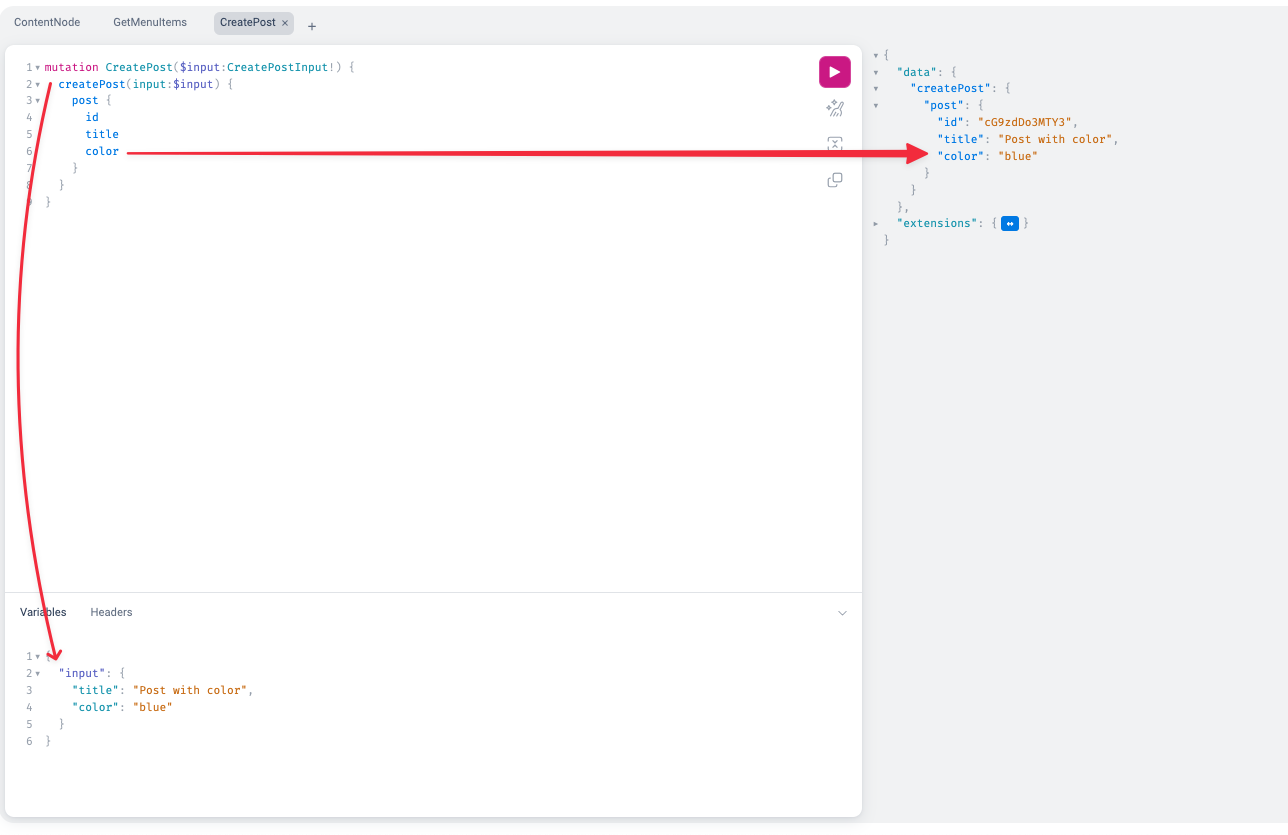 ContentNode GetMenuItems CreatePost × +
1 mutation CreatePost($input:CreatePostInput!) {
2 createPost(input:$input) {
3 post {
4 id
5 title
6 color
7 }
8 }
9 }
Variables Headers
1 {
2 "input": {
3 "title": "Post with color",
4 "color": "blue"
5 }
6 }
{
"data": {
"createPost": {
"post": {
"id": "cG9zdDo3MTY3",
"title": "Post with color",
"color": "blue"
}
}
},
"extensions": { ↔ }
}